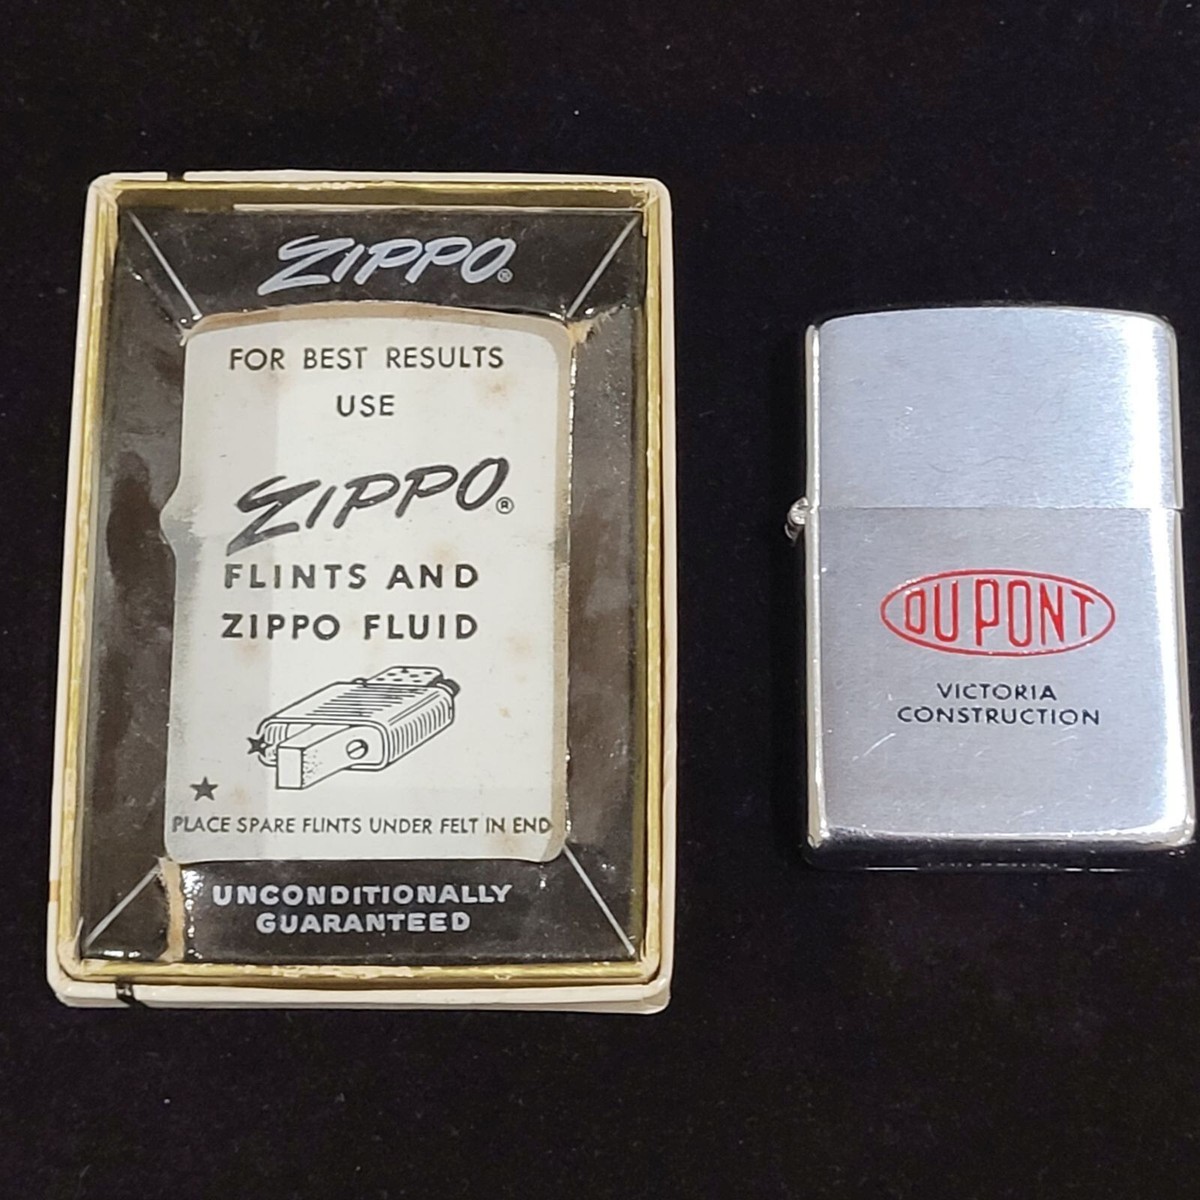 ZIPPO®
FOR BEST RESULTS
USE
ZIPPO®
FLINTS AND
ZIPPO FLUID
PLACE SPARE FLINTS UNDER FELT IN END
UNCONDITIONALLY
GUARANTEED
DU PONT
VICTORIA
CONSTRUCTION